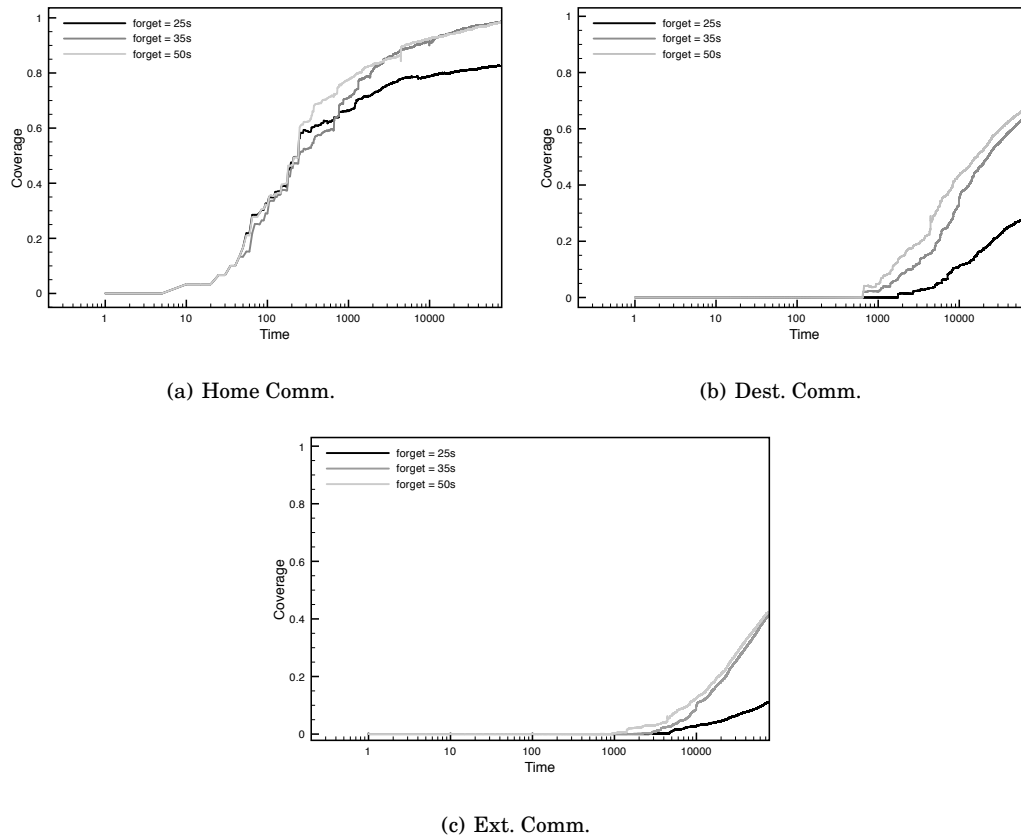 1
0.8
0.6
0.4
0.2
0
Coverage
forget = 25s
forget = 35s
forget = 50s
1 10 100 1000 10000
Time
(a) Home Comm.
1
0.8
0.6
0.4
0.2
0
Coverage
forget = 25s
forget = 35s
forget = 50s
1 10 100 1000 10000
Time
(b) Dest. Comm.
1
0.8
0.6
0.4
0.2
0
Coverage
forget = 25s
forget = 35s
forget = 50s
1 10 100 1000 10000
Time
(c) Ext. Comm.